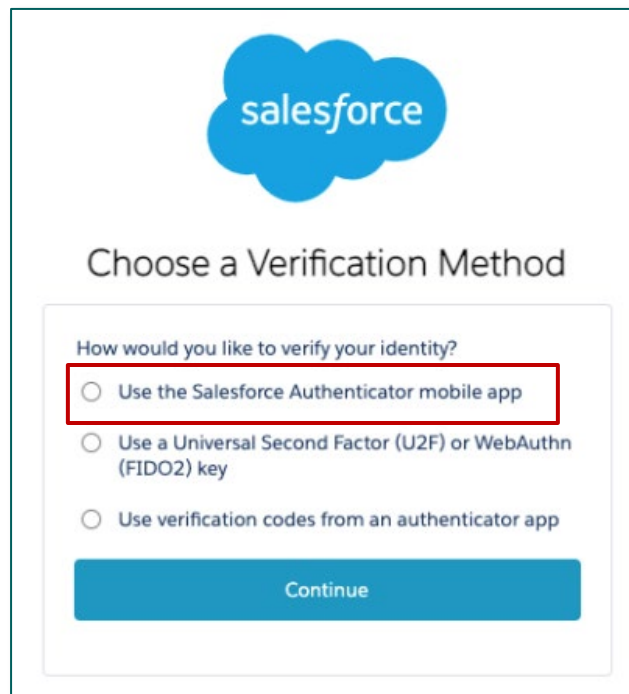 salesforce
Choose a Verification Method
How would you like to verify your identity?
Use the Salesforce Authenticator mobile app
Use a Universal Second Factor (U2F) or WebAuthn
(FIDO2) key
Use verification codes from an authenticator app
Continue